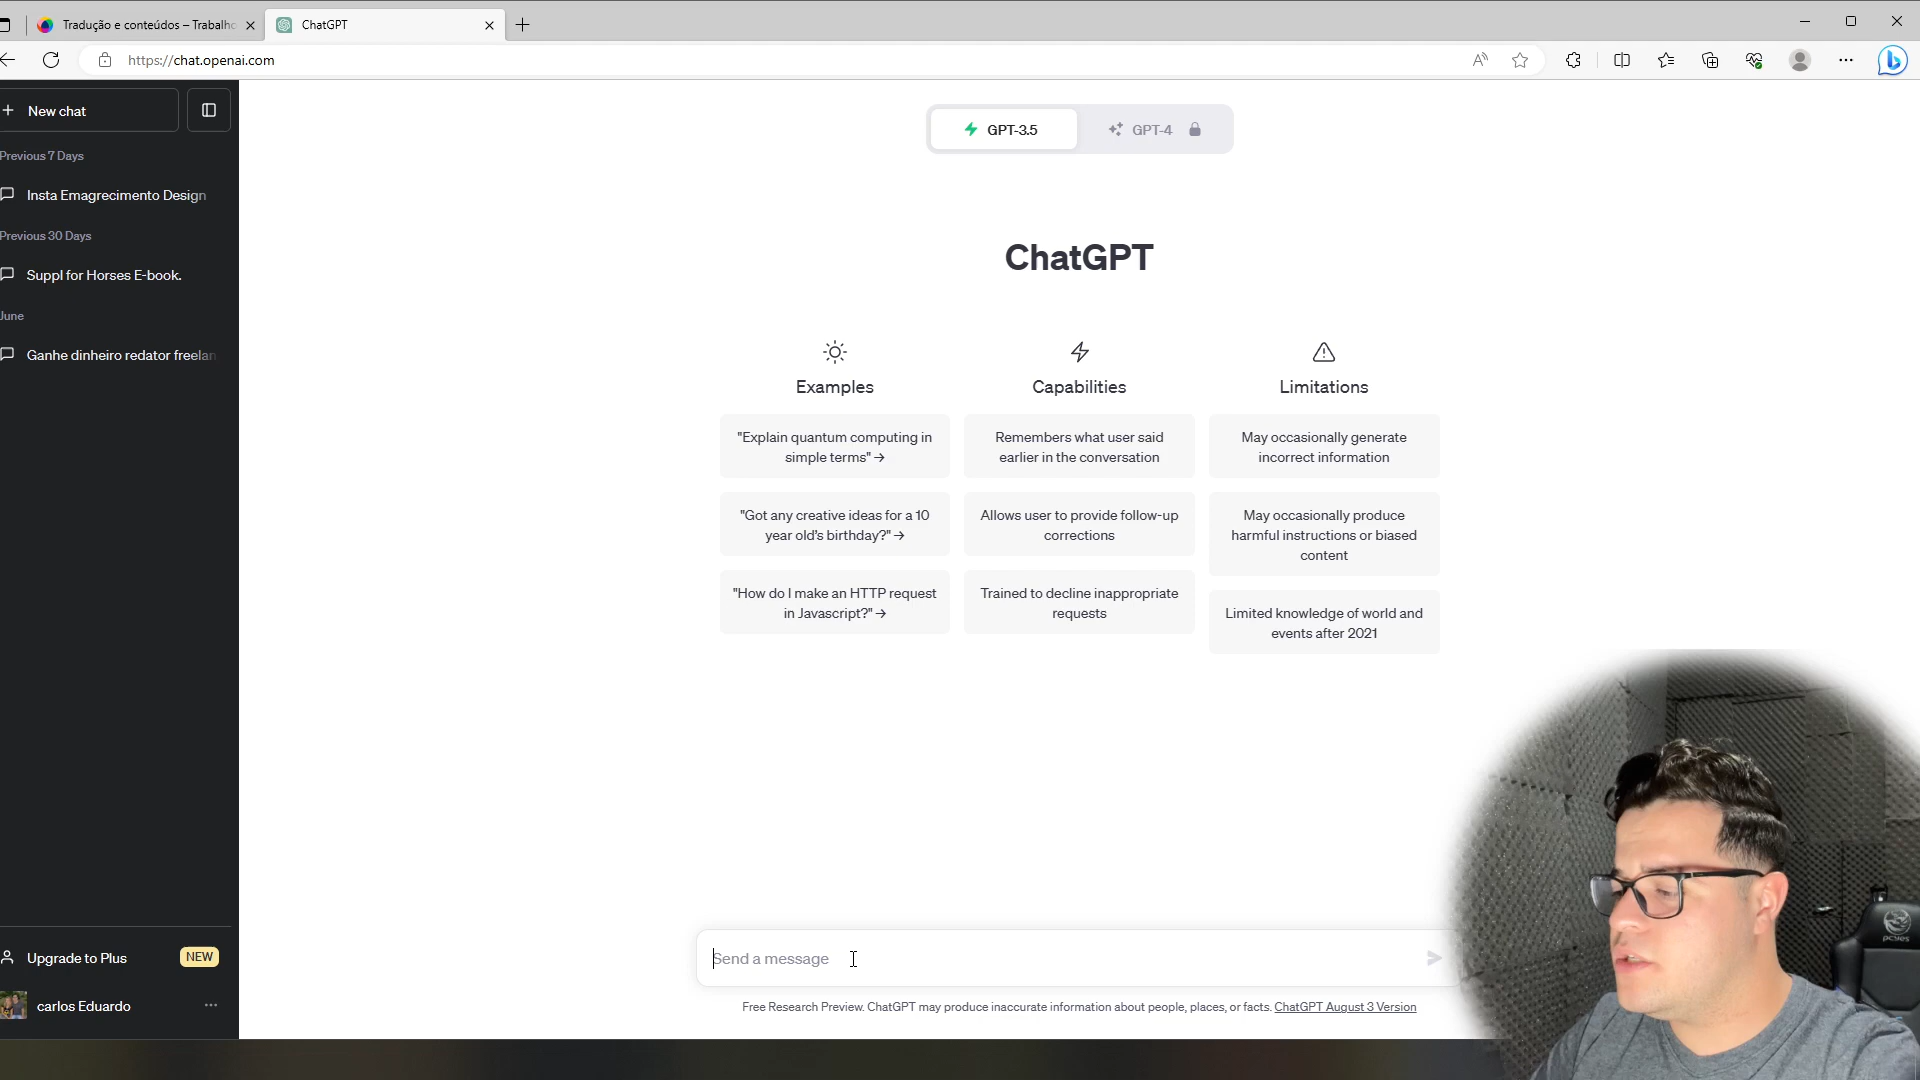 Tradução e conteúdos – Trabalho
ChatGPT
https://chat.openai.com
New chat
Previous 7 Days
Insta Emagrecimento Design
Previous 30 Days
Suppl for Horses E-book.
June
Ganhe dinheiro redator freelan
Upgrade to Plus
NEW
carlos Eduardo
GPT-3.5
GPT-4
ChatGPT
Examples
"Explain quantum computing in
simple terms" →
"Got any creative ideas for a 10
year old's birthday?" →
"How do I make an HTTP request
in Javascript?" →
Capabilities
Remembers what user said
earlier in the conversation
Allows user to provide follow-up
corrections
Trained to decline inappropriate
requests
Limitations
May occasionally generate
incorrect information
May occasionally produce
harmful instructions or biased
content
Limited knowledge of world and
events after 2021
Send a message
Free Research Preview. ChatGPT may produce inaccurate information about people, places, or facts. ChatGPT August 3 Version
pcyes